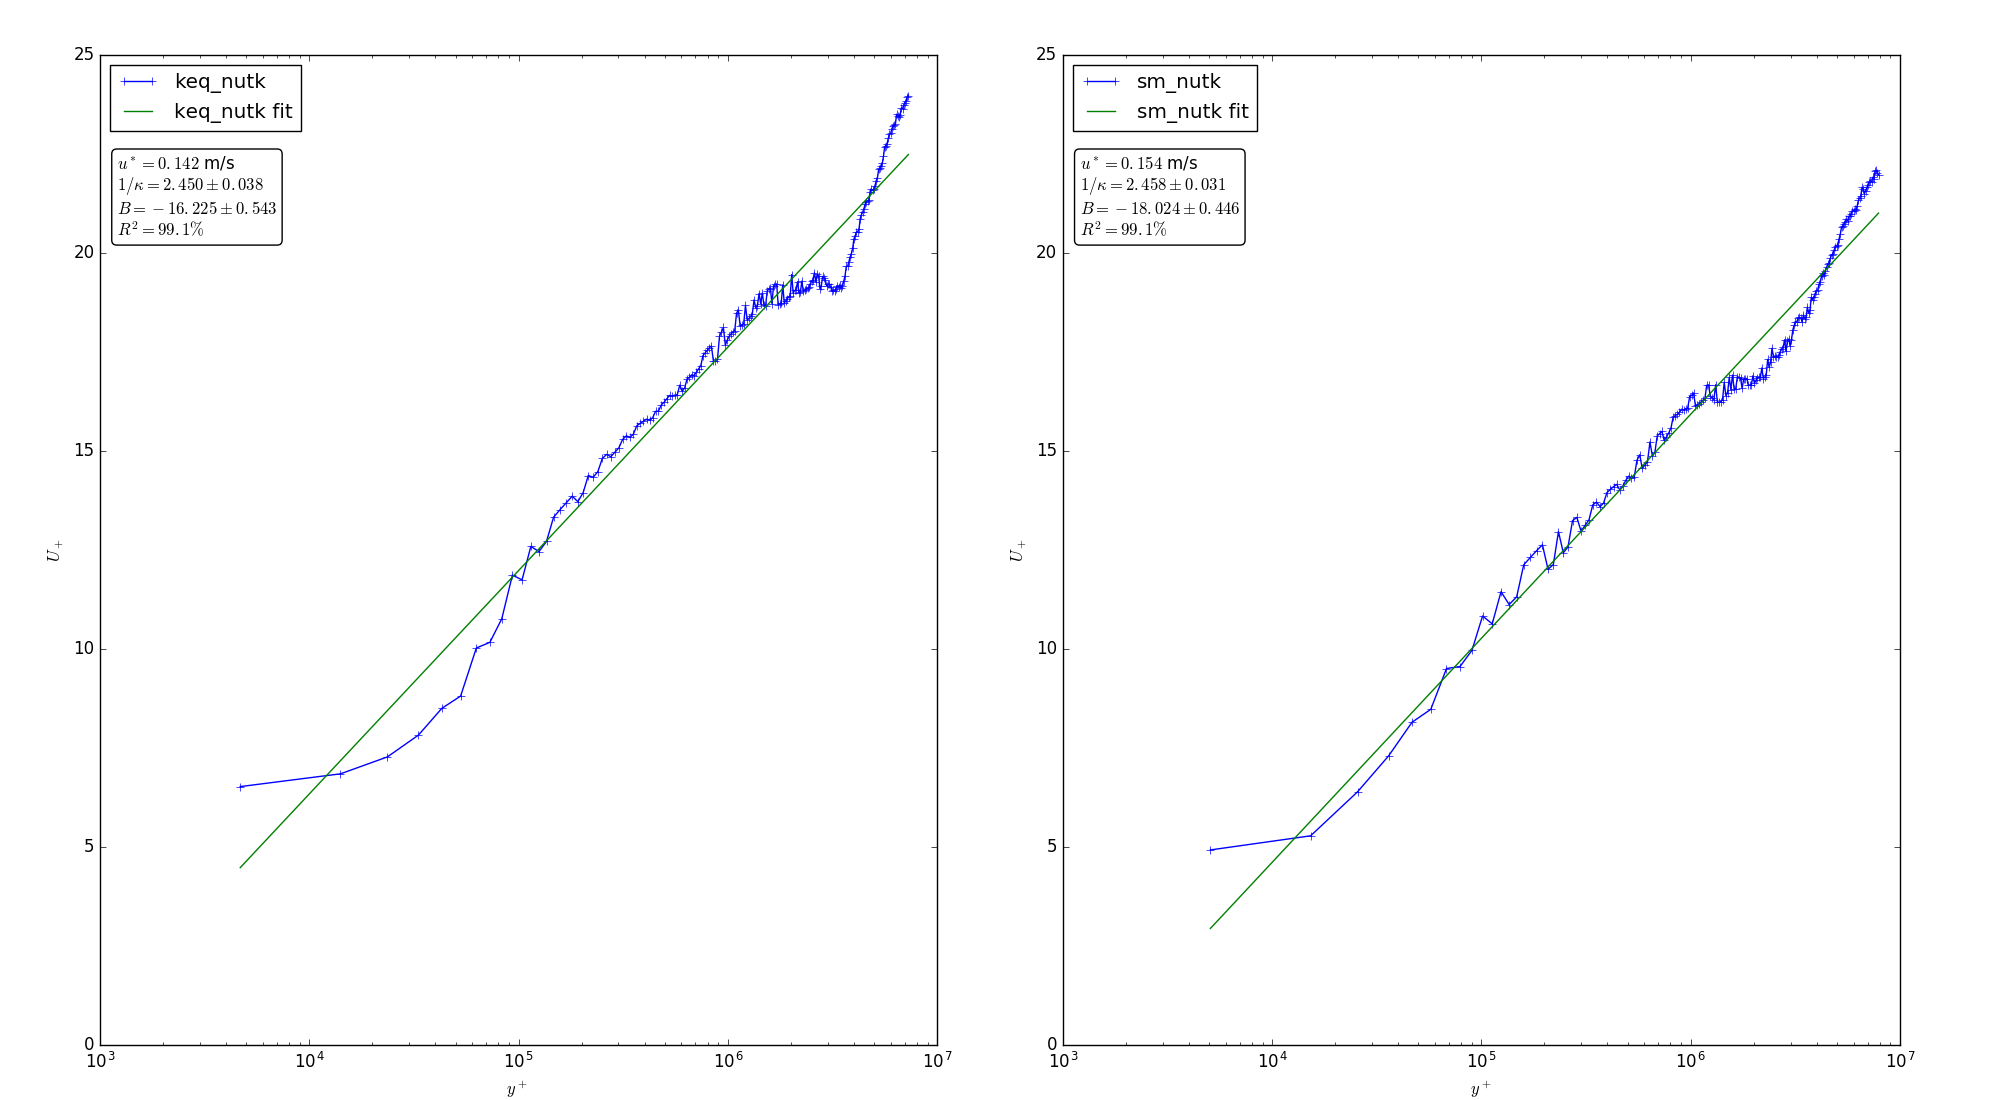 25
20
15
10
5
0
U₊
keq_nutk
keq_nutk fit
u* = 0.142 m/s
1/κ = 2.450 ± 0.038
B = −16.225 ± 0.543
R² = 99.1%
10³ 10⁴ 10⁵ 10⁶ 10⁷
y⁺
25
20
15
10
5
0
U₊
sm_nutk
sm_nutk fit
u* = 0.154 m/s
1/κ = 2.458 ± 0.031
B = −18.024 ± 0.446
R² = 99.1%
10³ 10⁴ 10⁵ 10⁶ 10⁷
y⁺